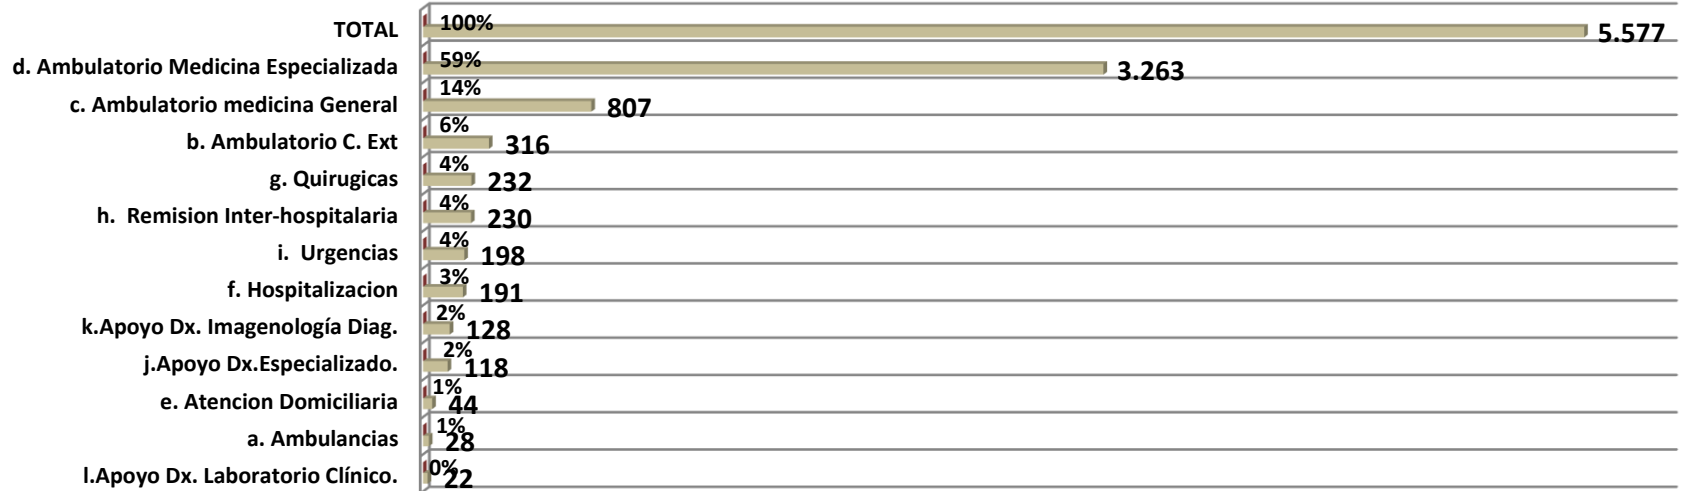 TOTAL 100% 5.577
d. Ambulatorio Medicina Especializada 59% 3.263
c. Ambulatorio medicina General 14% 807
b. Ambulatorio C. Ext 6% 316
g. Quirugicas 4% 232
h. Remision Inter-hospitalaria 4% 230
i. Urgencias 4% 198
f. Hospitalizacion 3% 191
k.Apoyo Dx. Imagenología Diag. 2% 128
j.Apoyo Dx.Especializado. 2% 118
e. Atencion Domiciliaria 1% 44
a. Ambulancias 1% 28
l.Apoyo Dx. Laboratorio Clínico. 0% 22